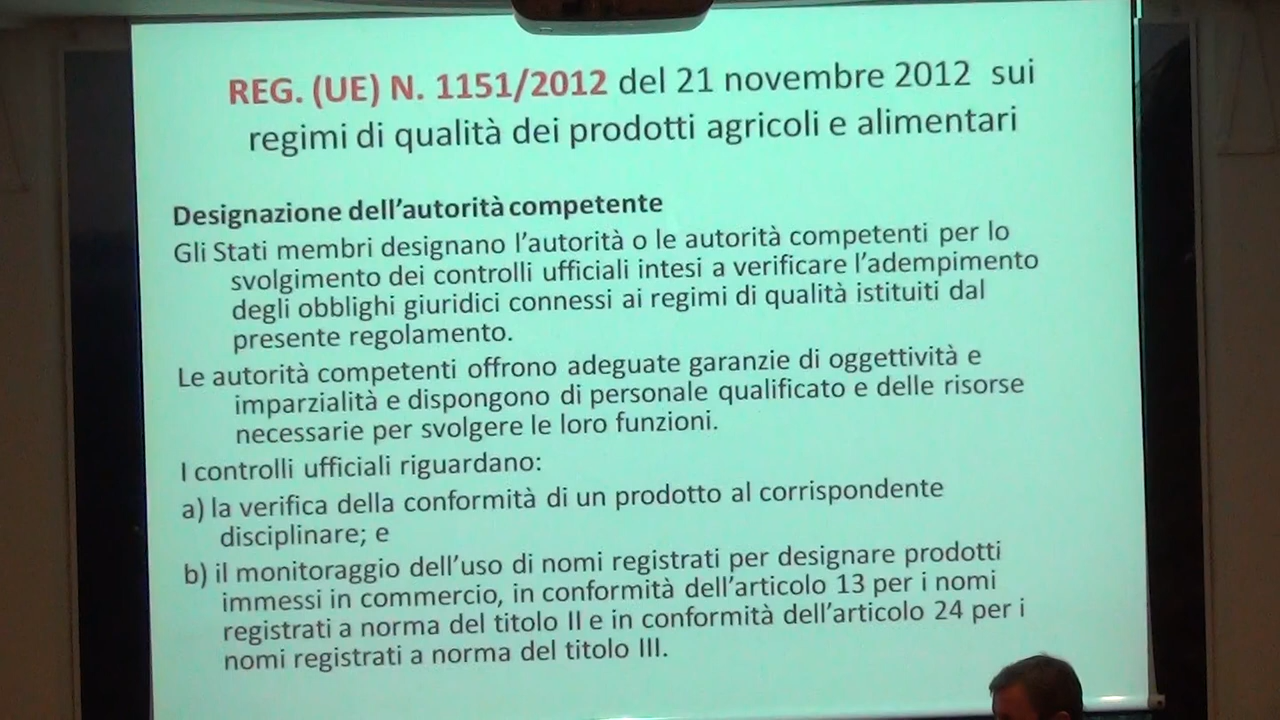 REG. (UE) N. 1151/2012 del 21 novembre 2012 sui
regimi di qualità dei prodotti agricoli e alimentari
Designazione dell'autorità competente
Gli Stati membri designano l'autorità o le autorità competenti per lo
svolgimento dei controlli ufficiali intesi a verificare l'adempimento
degli obblighi giuridici connessi ai regimi di qualità istituiti dal
presente regolamento.
Le autorità competenti offrono adeguate garanzie di oggettività e
imparzialità e dispongono di personale qualificato e delle risorse
necessarie per svolgere le loro funzioni.
I controlli ufficiali riguardano:
a) la verifica della conformità di un prodotto al corrispondente
disciplinare; e
b) il monitoraggio dell'uso di nomi registrati per designare prodotti
immessi in commercio, in conformità dell'articolo 13 per i nomi
registrati a norma del titolo II e in conformità dell'articolo 24 per i
nomi registrati a norma del titolo III.